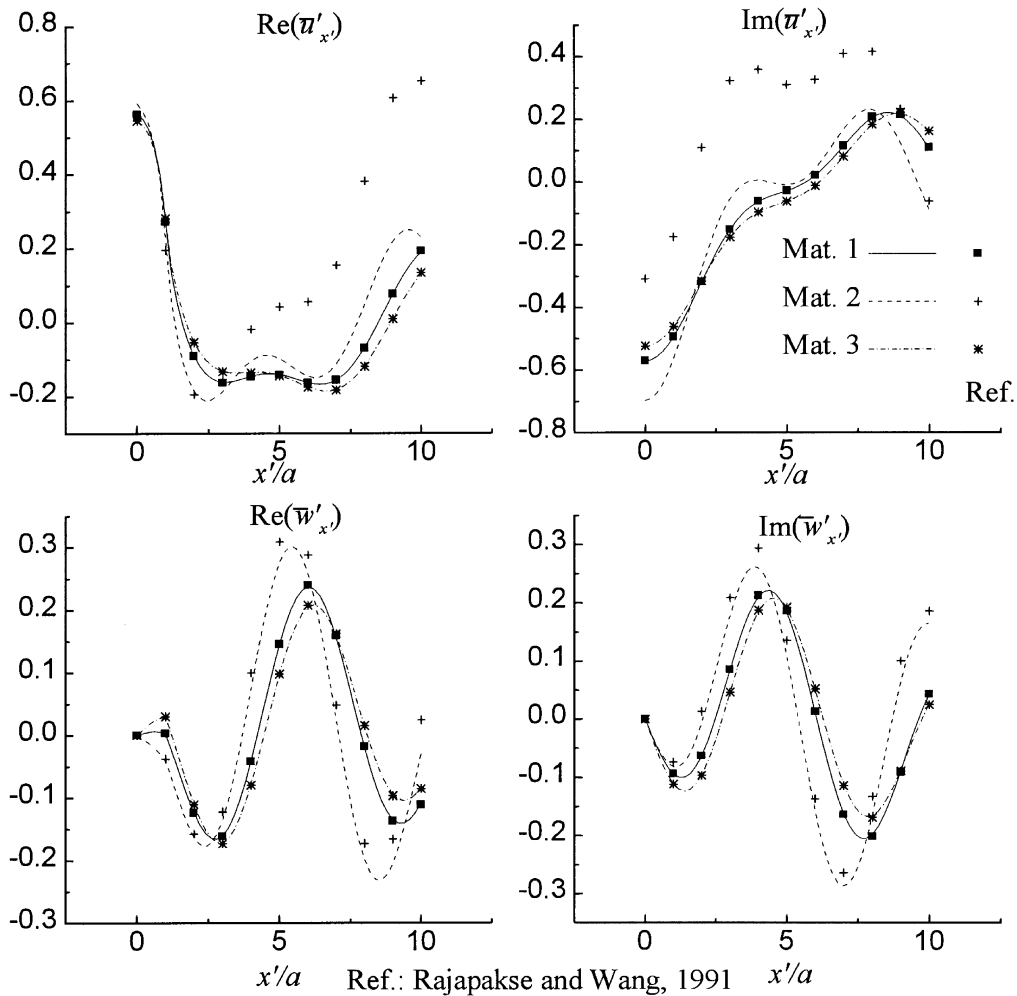 Re(u̅′ₓ′)
0.8
0.6
0.4
0.2
0.0
-0.2
0 5 10
x′/a
Im(u̅′ₓ′)
0.4
0.2
0.0
-0.2
-0.4
-0.6
-0.8
0 5 10
x′/a
Mat. 1
Mat. 2
Mat. 3
Ref.
Re(w̅′ₓ′)
0.3
0.2
0.1
0.0
-0.1
-0.2
-0.3
0 5 10
x′/a
Im(w̅′ₓ′)
0.3
0.2
0.1
0.0
-0.1
-0.2
-0.3
0 5 10
x′/a
Ref.: Rajapakse and Wang, 1991